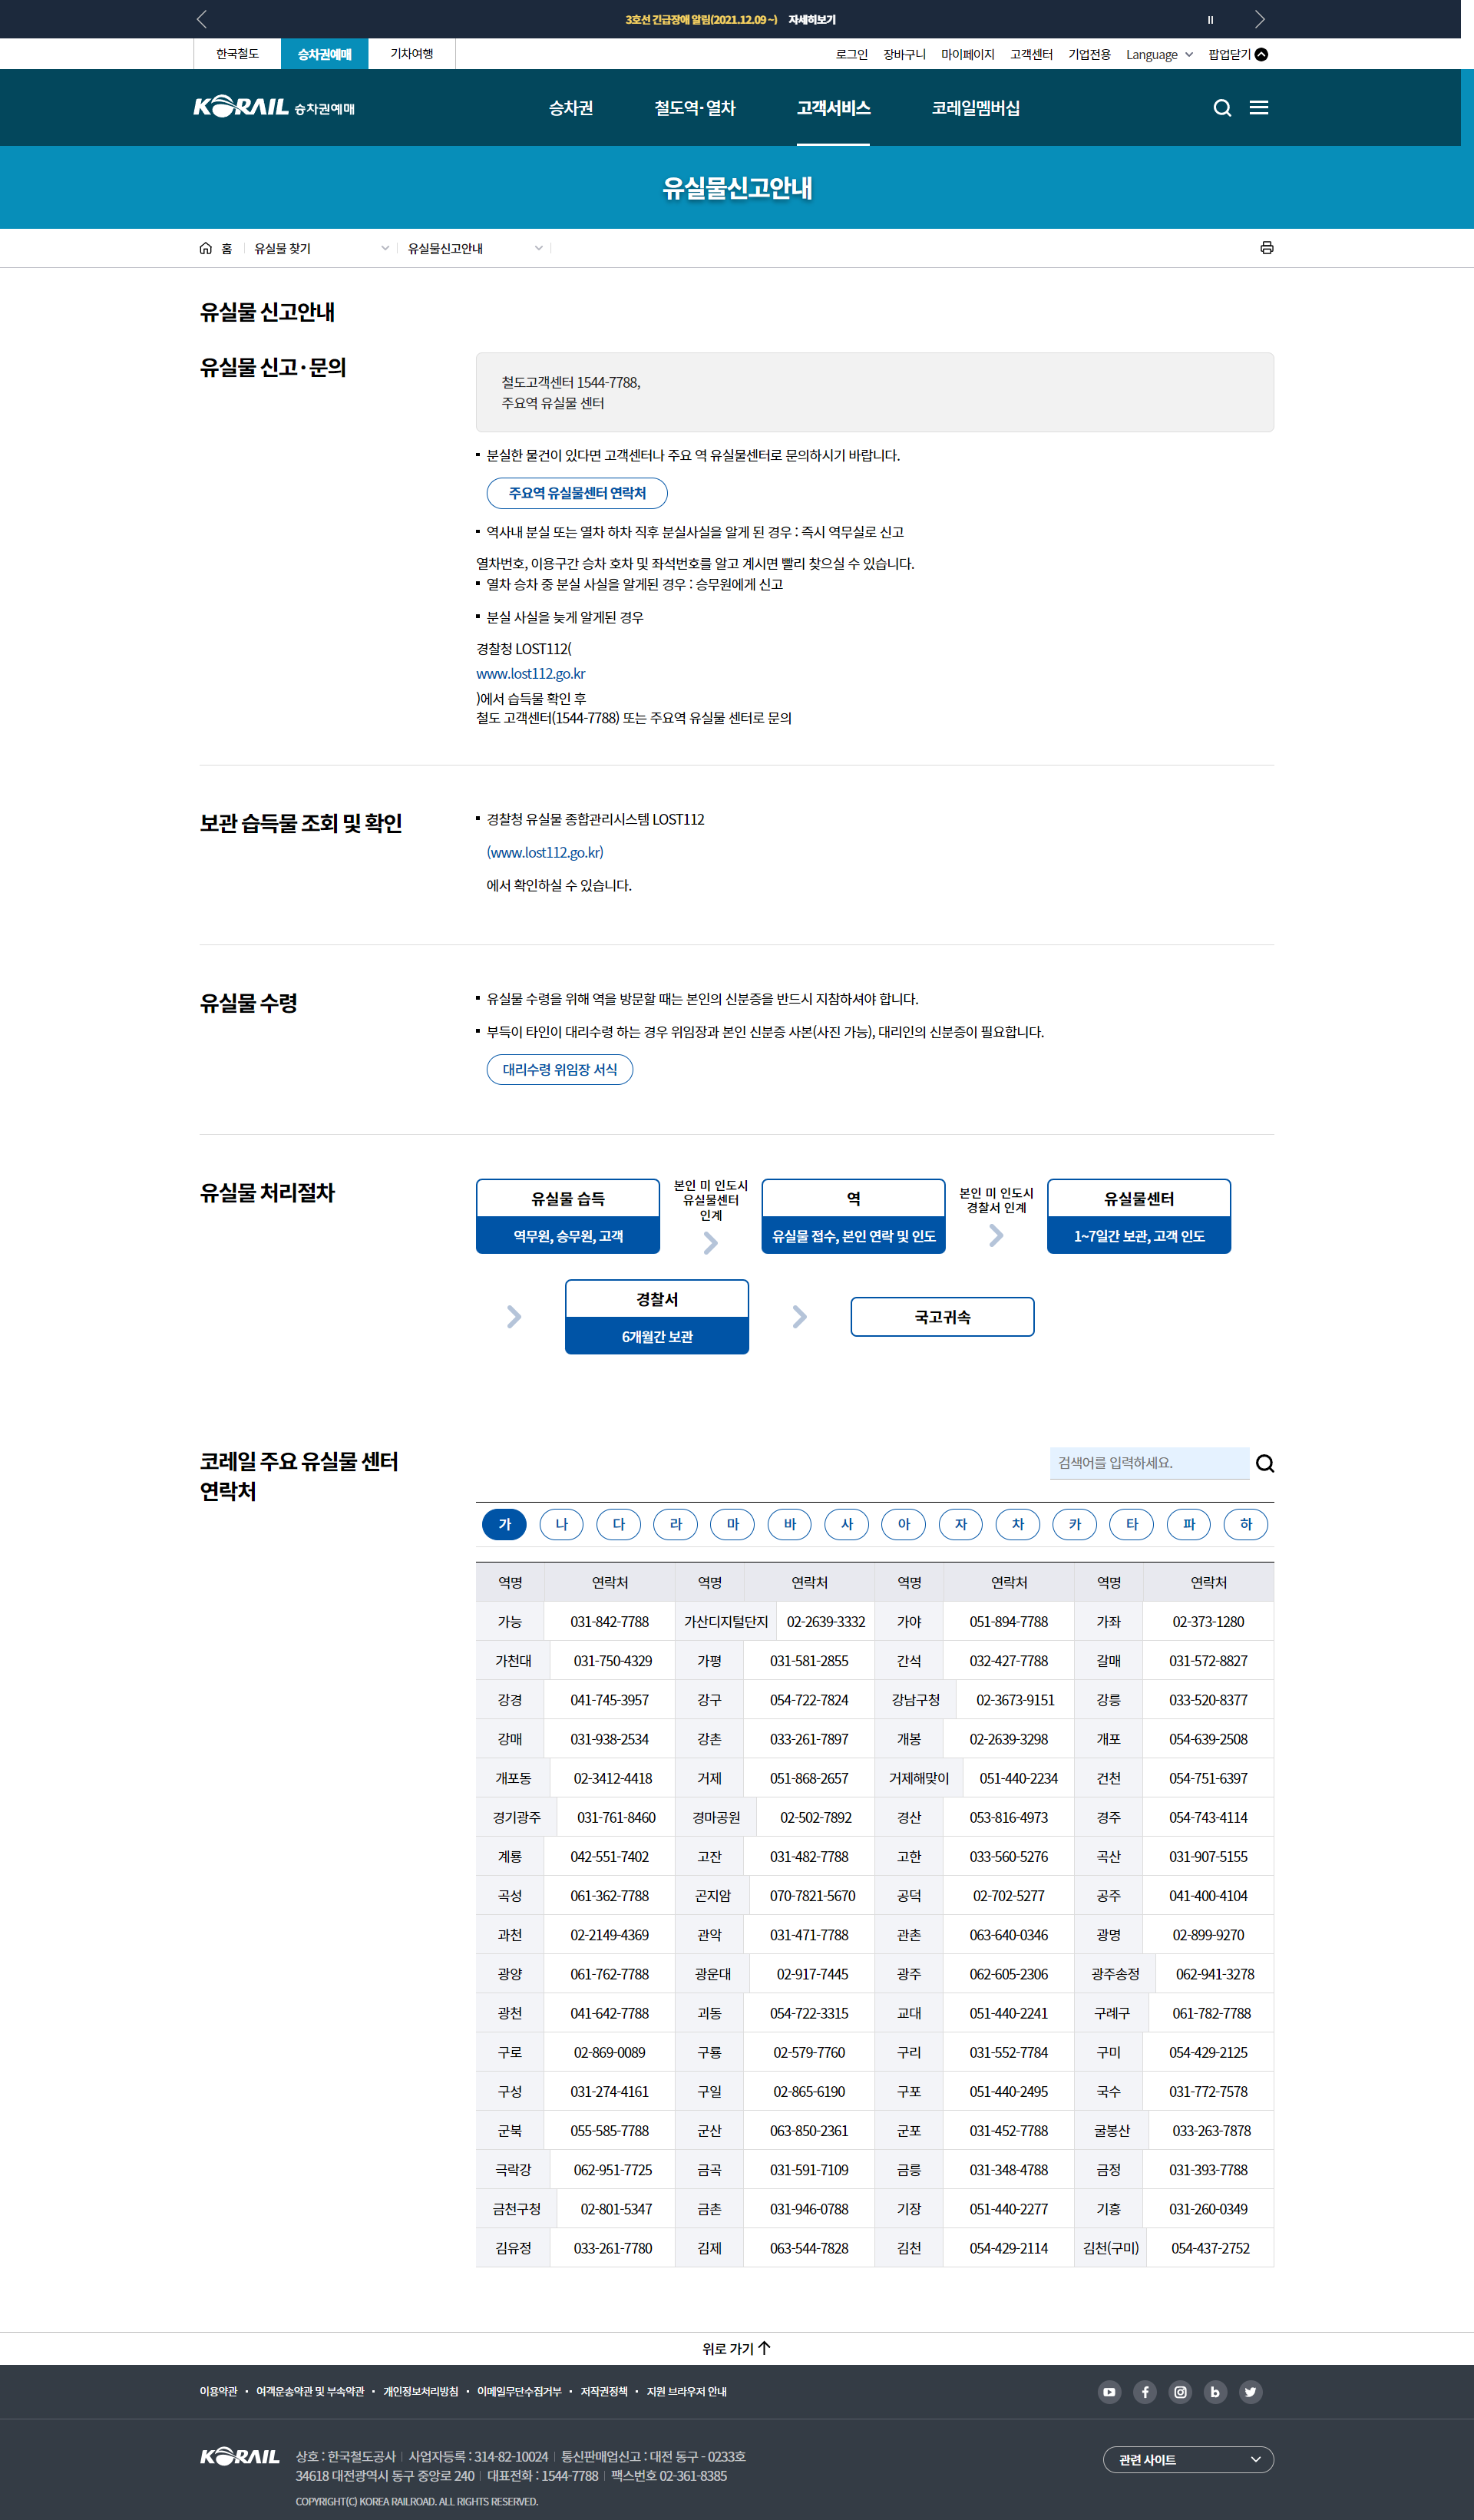 3호선 긴급장애 알림(2021.12.09 ~) 자세히보기
한국철도 승차권예매 기차여행
로그인 장바구니 마이페이지 고객센터 기업전용 Language 팝업닫기
KORAIL 승차권예매
승차권 철도역·열차 고객서비스 코레일멤버십
유실물신고안내
홈 유실물 찾기 유실물신고안내
유실물 신고안내
유실물 신고·문의
철도고객센터 1544-7788,
주요역 유실물 센터
분실한 물건이 있다면 고객센터나 주요 역 유실물센터로 문의하시기 바랍니다.
주요역 유실물센터 연락처
역사내 분실 또는 열차 하차 직후 분실사실을 알게 된 경우 : 즉시 역무실로 신고
열차번호, 이용구간 승차 호차 및 좌석번호를 알고 계시면 빨리 찾으실 수 있습니다.
열차 승차 중 분실 사실을 알게된 경우 : 승무원에게 신고
분실 사실을 늦게 알게된 경우
경찰청 LOST112(
www.lost112.go.kr
)에서 습득물 확인 후
철도 고객센터(1544-7788) 또는 주요역 유실물 센터로 문의
보관 습득물 조회 및 확인
경찰청 유실물 종합관리시스템 LOST112
(www.lost112.go.kr)
에서 확인하실 수 있습니다.
유실물 수령
유실물 수령을 위해 역을 방문할 때는 본인의 신분증을 반드시 지참하셔야 합니다.
부득이 타인이 대리수령 하는 경우 위임장과 본인 신분증 사본(사진 가능), 대리인의 신분증이 필요합니다.
대리수령 위임장 서식
유실물 처리절차
유실물 습득
역무원, 승무원, 고객
본인 미 인도시
유실물센터
인계
역
유실물 접수, 본인 연락 및 인도
본인 미 인도시
경찰서 인계
유실물센터
1~7일간 보관, 고객 인도
경찰서
6개월간 보관
국고귀속
코레일 주요 유실물 센터
연락처
검색어를 입력하세요.
가 나 다 라 마 바 사 아 자 차 카 타 파 하
역명 연락처 역명 연락처 역명 연락처 역명 연락처
가능 031-842-7788 가산디지털단지 02-2639-3332 가야 051-894-7788 가좌 02-373-1280
가천대 031-750-4329 가평 031-581-2855 간석 032-427-7788 갈매 031-572-8827
강경 041-745-3957 강구 054-722-7824 강남구청 02-3673-9151 강릉 033-520-8377
강매 031-938-2534 강촌 033-261-7897 개봉 02-2639-3298 개포 054-639-2508
개포동 02-3412-4418 거제 051-868-2657 거제해맞이 051-440-2234 건천 054-751-6397
경기광주 031-761-8460 경마공원 02-502-7892 경산 053-816-4973 경주 054-743-4114
계룡 042-551-7402 고잔 031-482-7788 고한 033-560-5276 곡산 031-907-5155
곡성 061-362-7788 곤지암 070-7821-5670 공덕 02-702-5277 공주 041-400-4104
과천 02-2149-4369 관악 031-471-7788 관촌 063-640-0346 광명 02-899-9270
광양 061-762-7788 광운대 02-917-7445 광주 062-605-2306 광주송정 062-941-3278
광천 041-642-7788 괴동 054-722-3315 교대 051-440-2241 구례구 061-782-7788
구로 02-869-0089 구룡 02-579-7760 구리 031-552-7784 구미 054-429-2125
구성 031-274-4161 구일 02-865-6190 구포 051-440-2495 국수 031-772-7578
군북 055-585-7788 군산 063-850-2361 군포 031-452-7788 굴봉산 033-263-7878
극락강 062-951-7725 금곡 031-591-7109 금릉 031-348-4788 금정 031-393-7788
금천구청 02-801-5347 금촌 031-946-0788 기장 051-440-2277 기흥 031-260-0349
김유정 033-261-7780 김제 063-544-7828 김천 054-429-2114 김천(구미) 054-437-2752
위로 가기
이용약관 · 여객운송약관 및 부속약관 · 개인정보처리방침 · 이메일무단수집거부 · 저작권정책 · 지원 브라우저 안내
KORAIL
상호 : 한국철도공사 | 사업자등록 : 314-82-10024 | 통신판매업신고 : 대전 동구 - 0233호
34618 대전광역시 동구 중앙로 240 | 대표전화 : 1544-7788 | 팩스번호 02-361-8385
COPYRIGHT(C) KOREA RAILROAD. ALL RIGHTS RESERVED.
관련 사이트